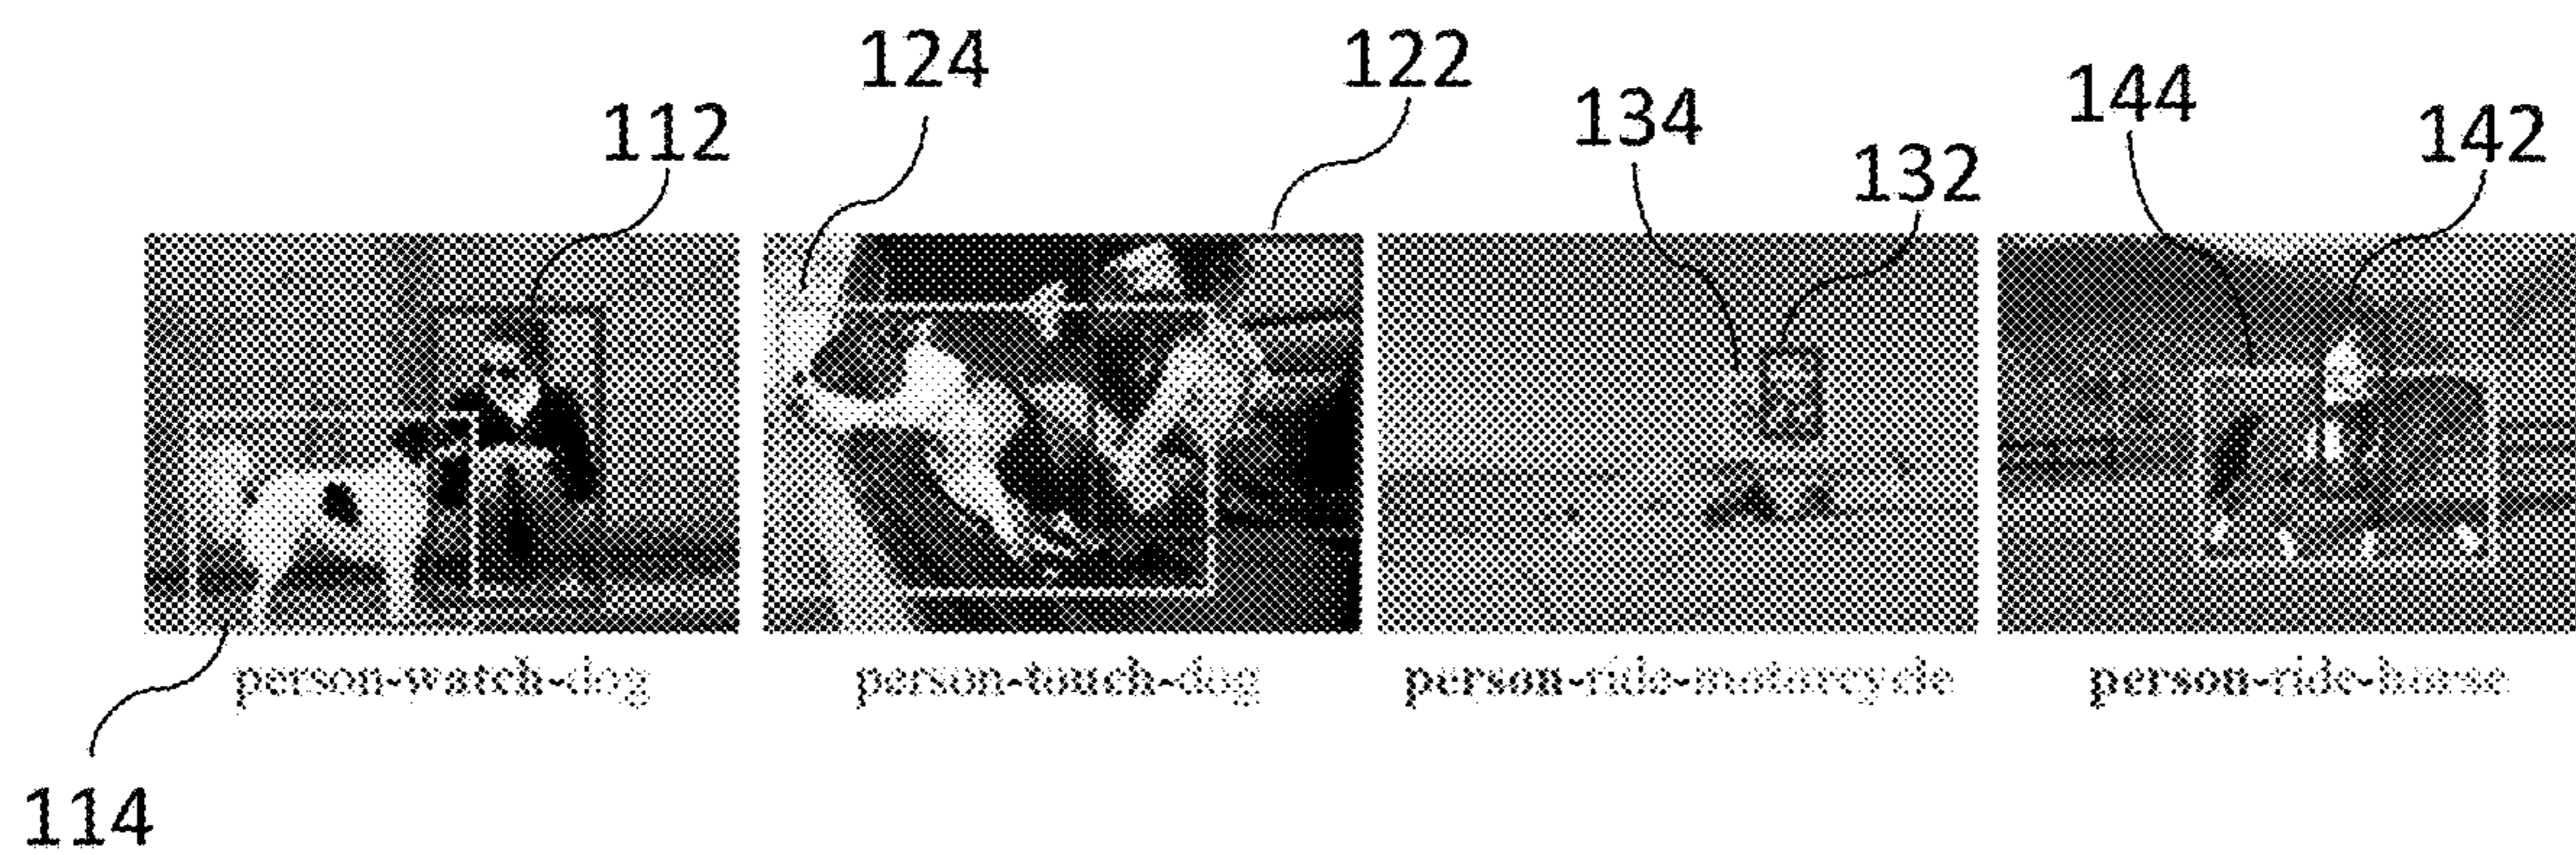 124
122
144
134
112
142
132
person-watch-dog
person-touch-dog
person-ride-motorcycle
person-ride-horse
114